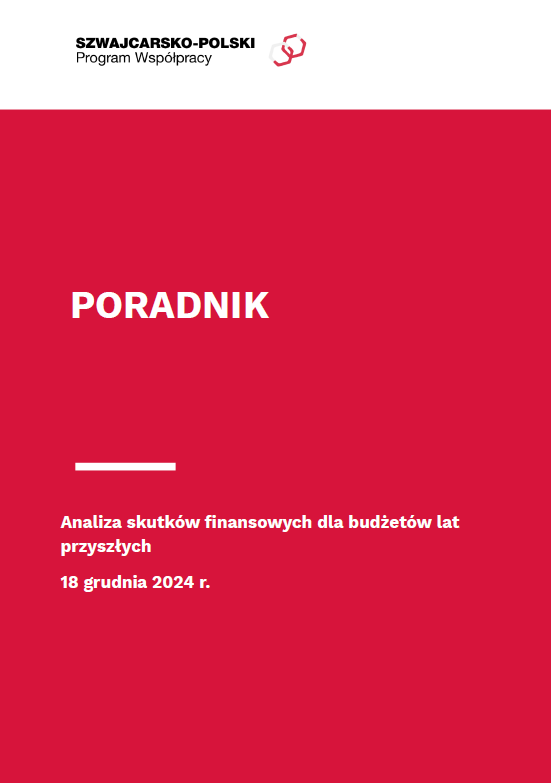 SZWAJCARSKO-POLSKI
Program Współpracy
PORADNIK
Analiza skutków finansowych dla budżetów lat
przyszłych
18 grudnia 2024 r.